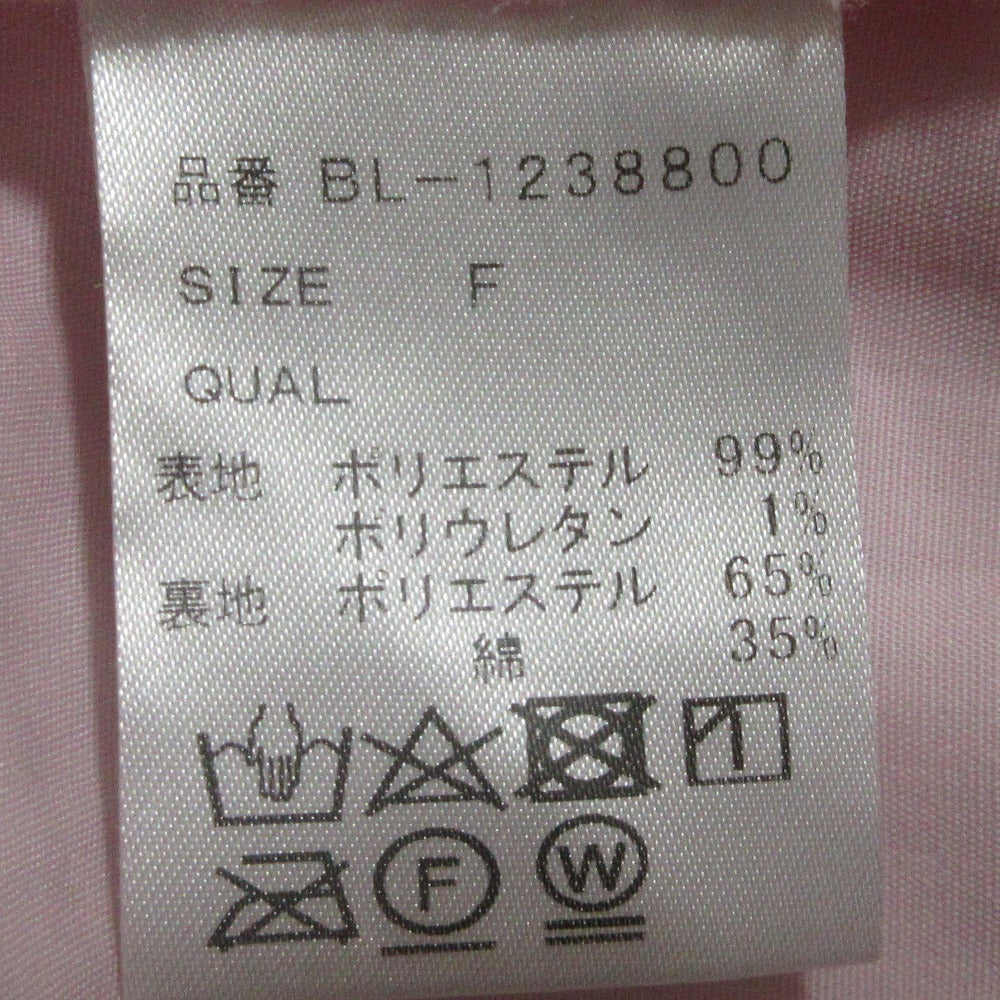 品番 BL-1238800
SIZE F
QUAL
表地 ポリエステル 99%
ポリウレタン 1%
裏地 ポリエステル 65%
綿 35%
F W